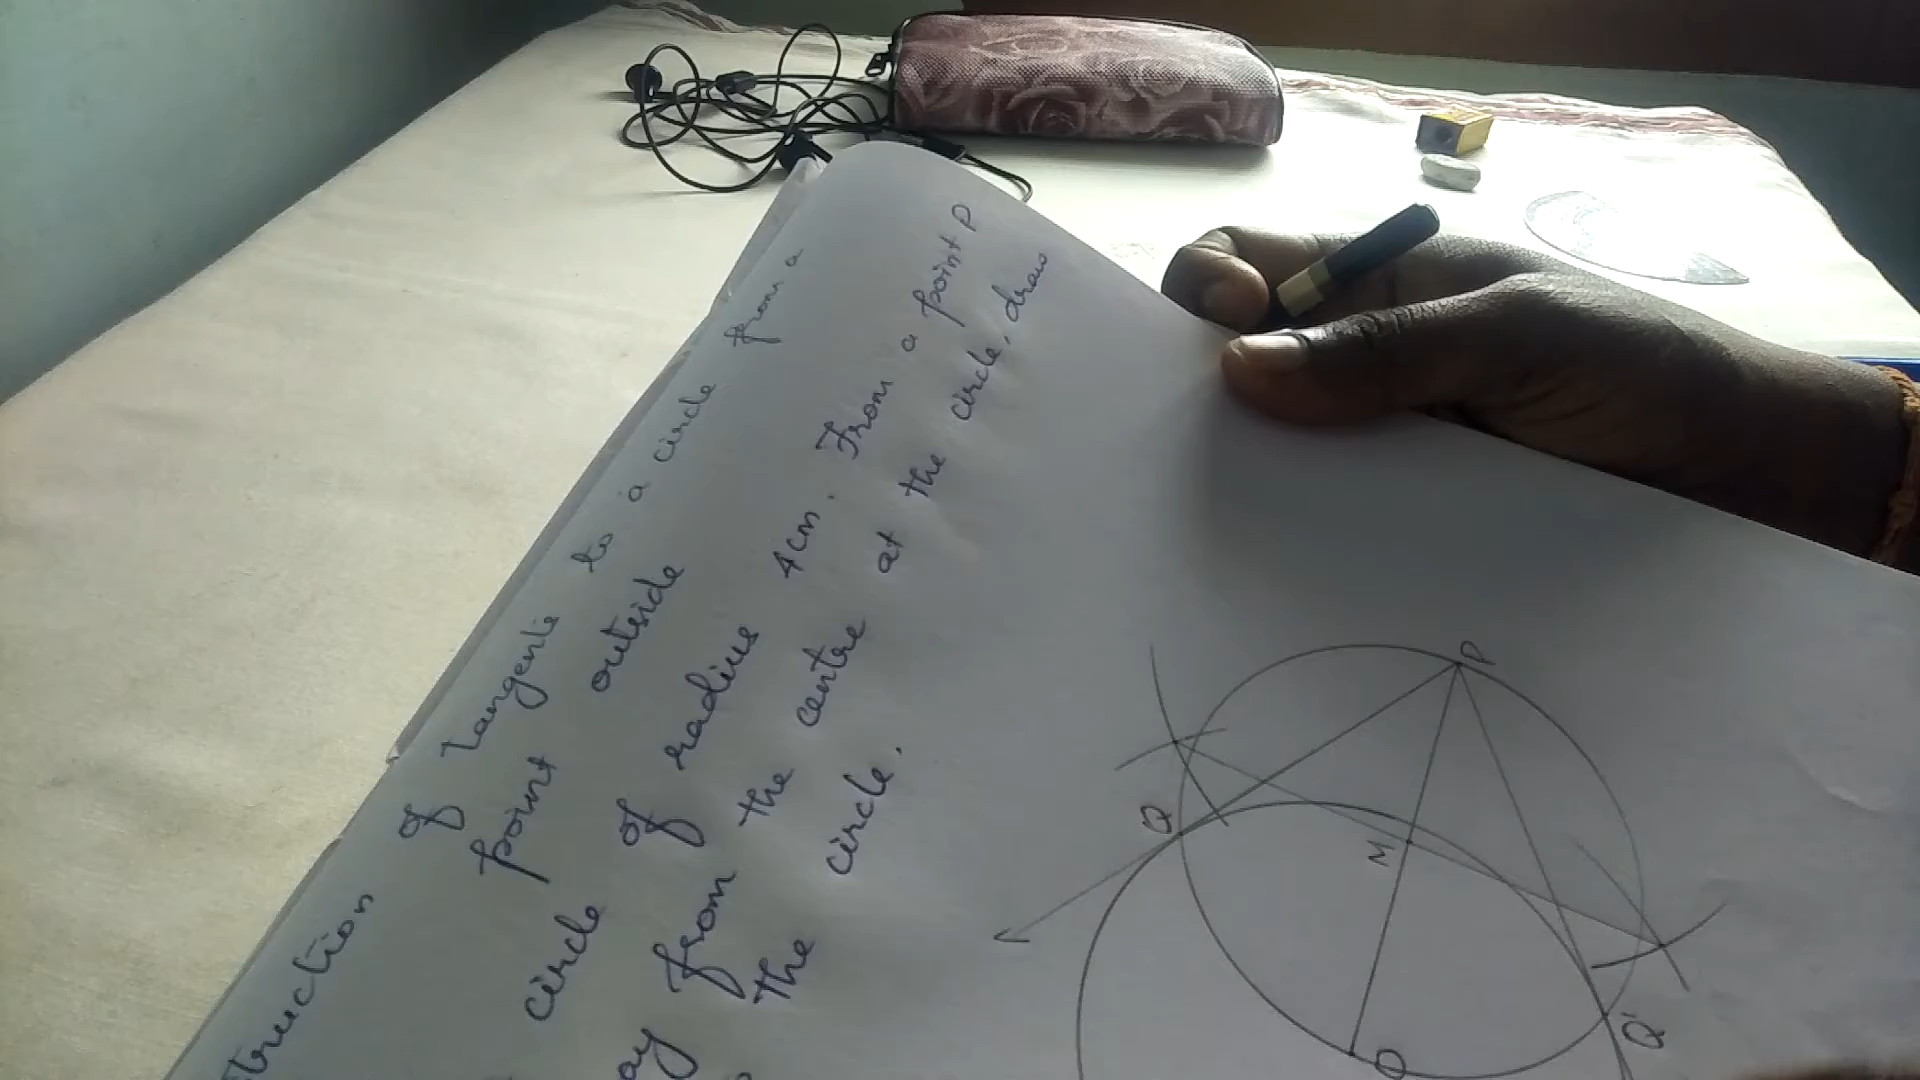 struction of tangents to a circle from a
point outside
circle of radius 4cm. From a point P
ay from the centre at the circle, draw
the circle.
P
Q
M
Q'
O